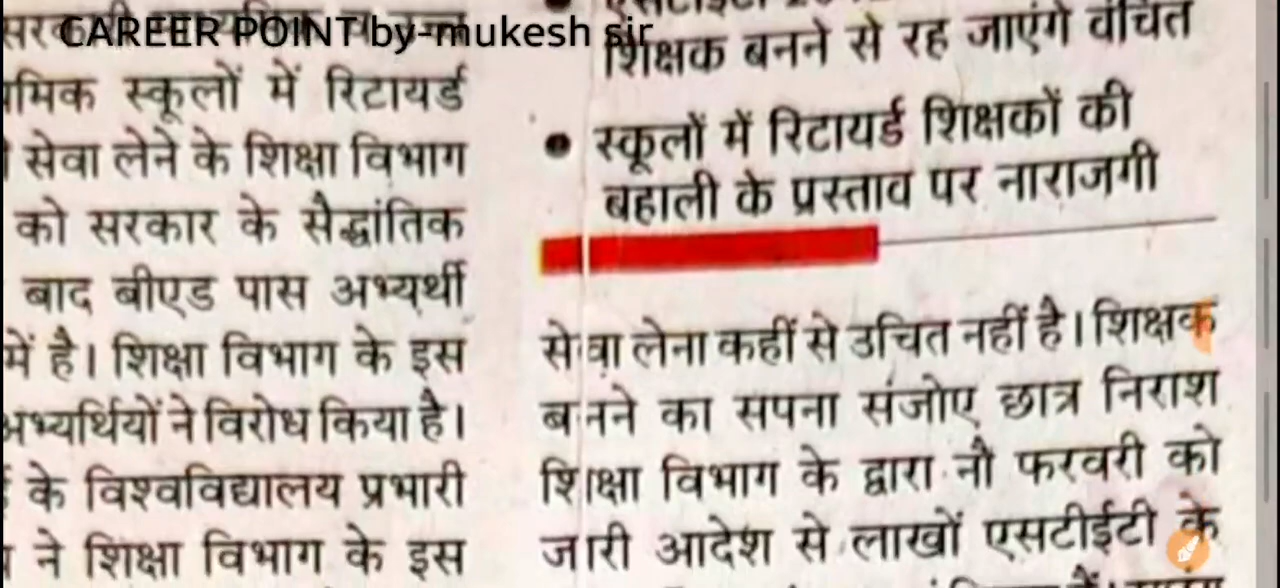 CAREER POINT by-mukesh sir
मिक स्कूलों में रिटायर्ड
सेवा लेने के शिक्षा विभाग
को सरकार के सैद्धांतिक
बाद बीएड पास अभ्यर्थी
में है। शिक्षा विभाग के इस
अभ्यर्थियों ने विरोध किया है।
के विश्वविद्यालय प्रभारी
ने शिक्षा विभाग के इस
शिक्षक बनने से रह जाएंगे वंचित
• स्कूलों में रिटायर्ड शिक्षकों की
बहाली के प्रस्ताव पर नाराजगी
सेवा लेना कहीं से उचित नहीं है। शिक्षक
बनने का सपना संजोए छात्र निराश
शिक्षा विभाग के द्वारा नौ फरवरी को
जारी आदेश से लाखों एसटीईटी के